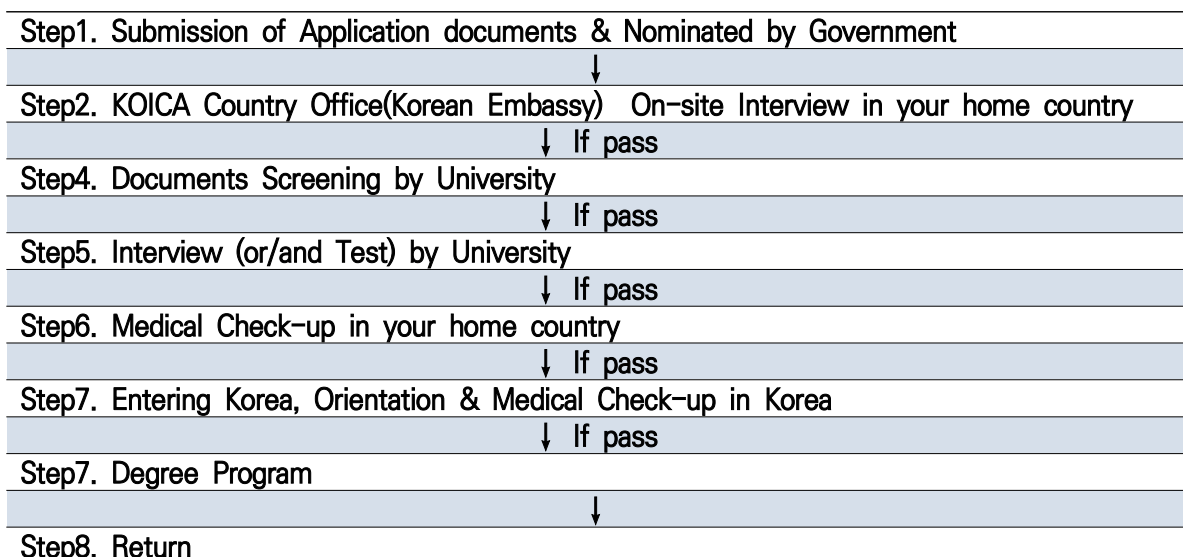 Step1. Submission of Application documents & Nominated by Government
↓
Step2. KOICA Country Office(Korean Embassy) On-site Interview in your home country
↓ If pass
Step4. Documents Screening by University
↓ If pass
Step5. Interview (or/and Test) by University
↓ If pass
Step6. Medical Check-up in your home country
↓ If pass
Step7. Entering Korea, Orientation & Medical Check-up in Korea
↓ If pass
Step7. Degree Program
↓
Step8. Return